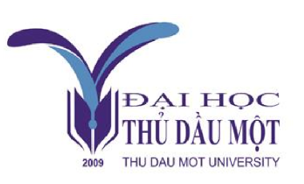 ĐẠI HỌC
THỦ DẦU MỘT
2009
THU DAU MOT UNIVERSITY